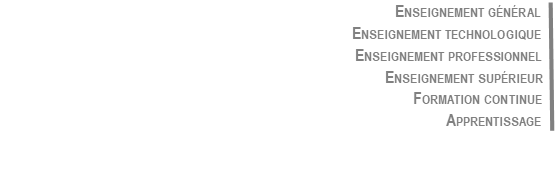 Enseignement général
Enseignement technologique
Enseignement professionnel
Enseignement supérieur
Formation continue
Apprentissage